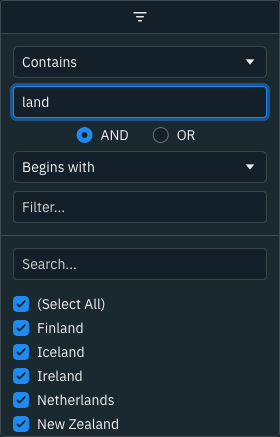 Contains
land
AND OR
Begins with
Filter...
Search...
(Select All)
Finland
Iceland
Ireland
Netherlands
New Zealand